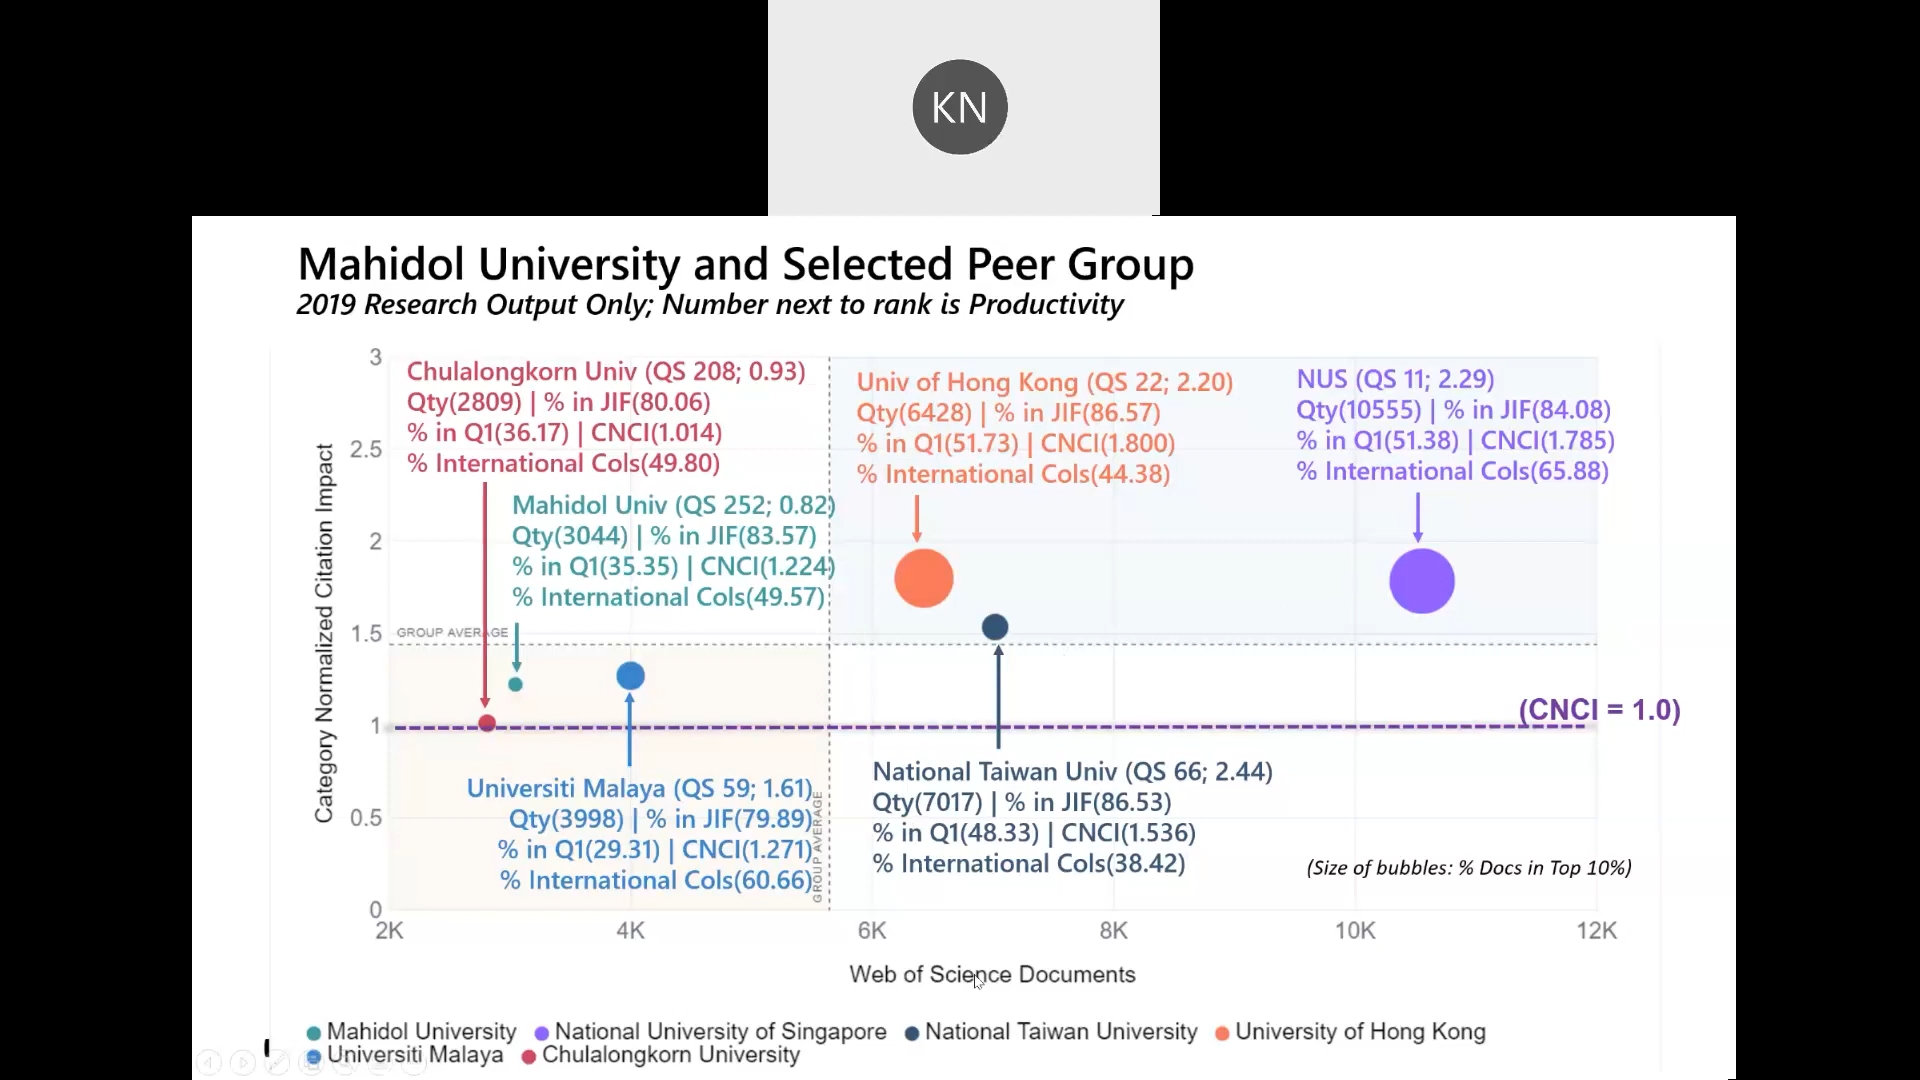 KN
Mahidol University and Selected Peer Group
2019 Research Output Only; Number next to rank is Productivity
Chulalongkorn Univ (QS 208; 0.93)
Qty(2809) | % in JIF(80.06)
% in Q1(36.17) | CNCI(1.014)
% International Cols(49.80)
Mahidol Univ (QS 252; 0.82)
Qty(3044) | % in JIF(83.57)
% in Q1(35.35) | CNCI(1.224)
% International Cols(49.57)
Univ of Hong Kong (QS 22; 2.20)
Qty(6428) | % in JIF(86.57)
% in Q1(51.73) | CNCI(1.800)
% International Cols(44.38)
NUS (QS 11; 2.29)
Qty(10555) | % in JIF(84.08)
% in Q1(51.38) | CNCI(1.785)
% International Cols(65.88)
Category Normalized Citation Impact
3
2.5
2
1.5
1
0.5
0
GROUP AVERAGE
(CNCI = 1.0)
Universiti Malaya (QS 59; 1.61)
Qty(3998) | % in JIF(79.89)
% in Q1(29.31) | CNCI(1.271)
% International Cols(60.66)
GROUP AVERAGE
National Taiwan Univ (QS 66; 2.44)
Qty(7017) | % in JIF(86.53)
% in Q1(48.33) | CNCI(1.536)
% International Cols(38.42)
(Size of bubbles: % Docs in Top 10%)
2K 4K 6K 8K 10K 12K
Web of Science Documents
Mahidol University National University of Singapore National Taiwan University University of Hong Kong
Universiti Malaya Chulalongkorn University